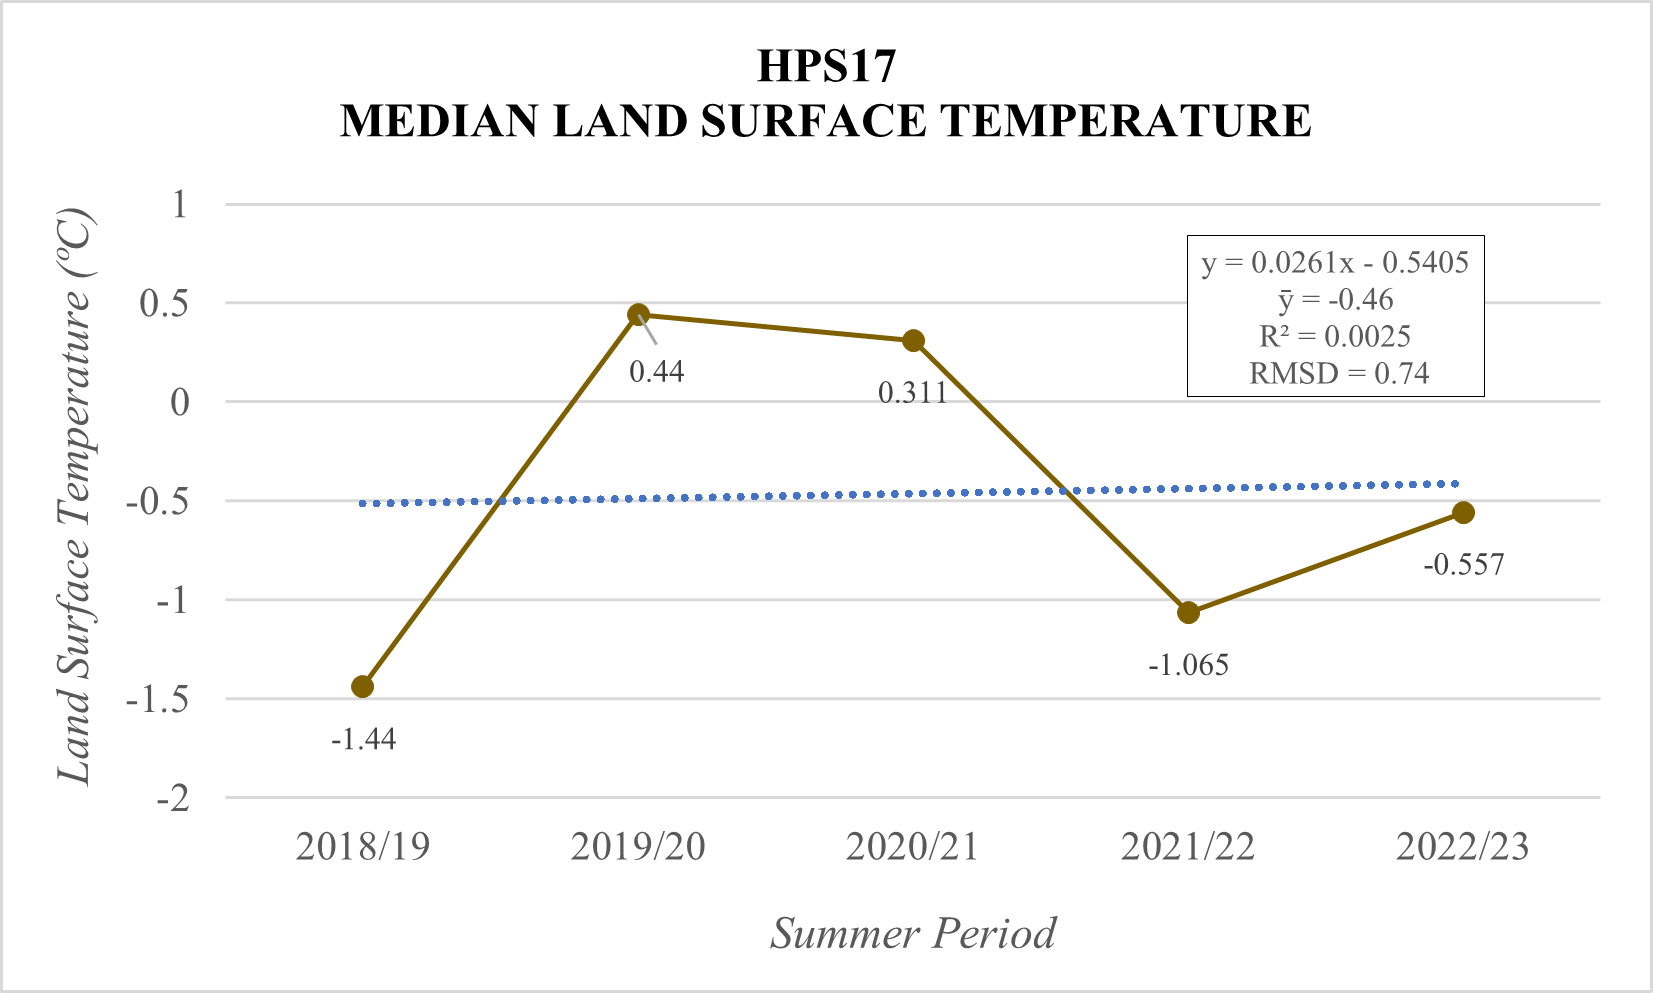 HPS17
MEDIAN LAND SURFACE TEMPERATURE
Land Surface Temperature (ºC)
1
0.5
0
-0.5
-1
-1.5
-2
y = 0.0261x - 0.5405
ȳ = -0.46
R² = 0.0025
RMSD = 0.74
-1.44
0.44
0.311
-1.065
-0.557
2018/19
2019/20
2020/21
2021/22
2022/23
Summer Period